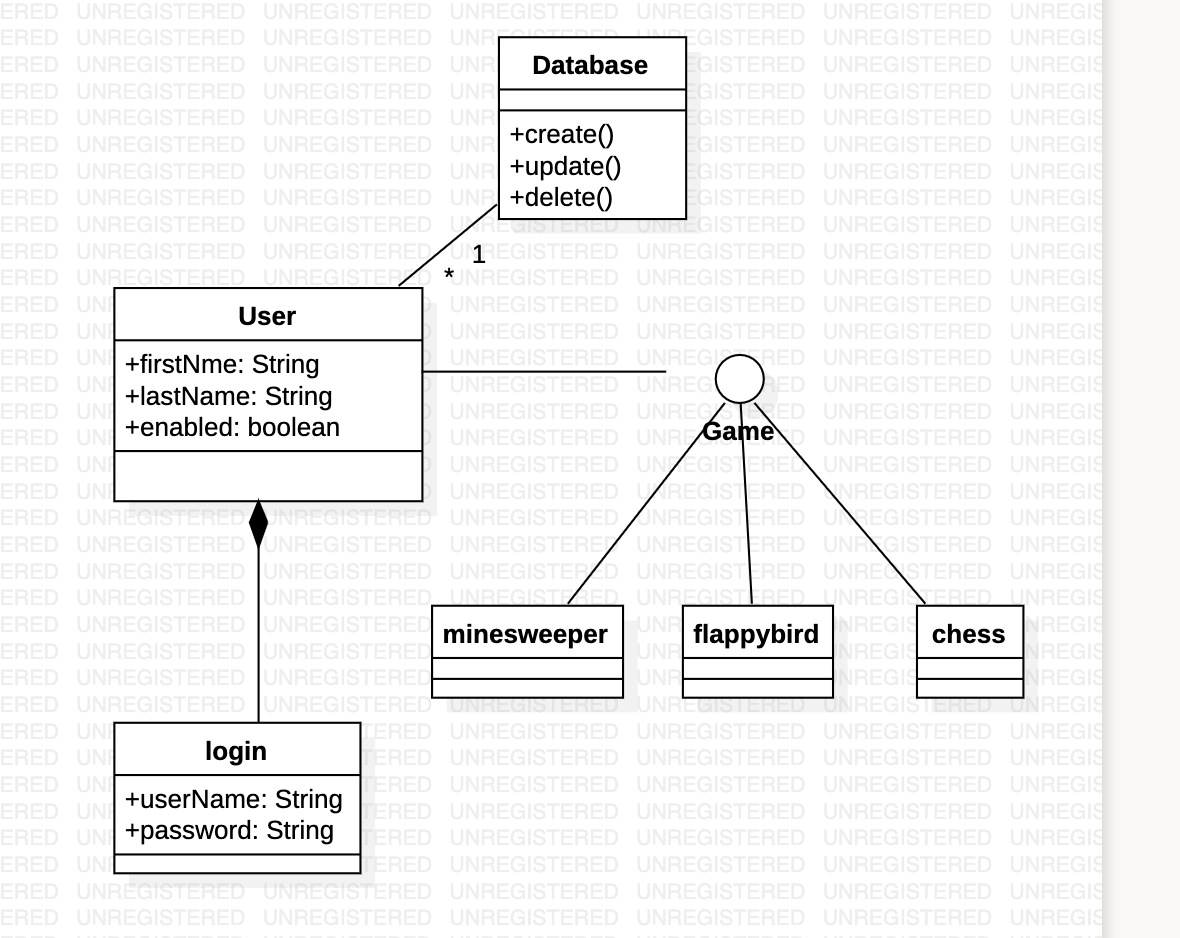 Database
+create()
+update()
+delete()
1
*
User
+firstNme: String
+lastName: String
+enabled: boolean
Game
minesweeper
flappybird
chess
login
+userName: String
+password: String
UNREGISTERED